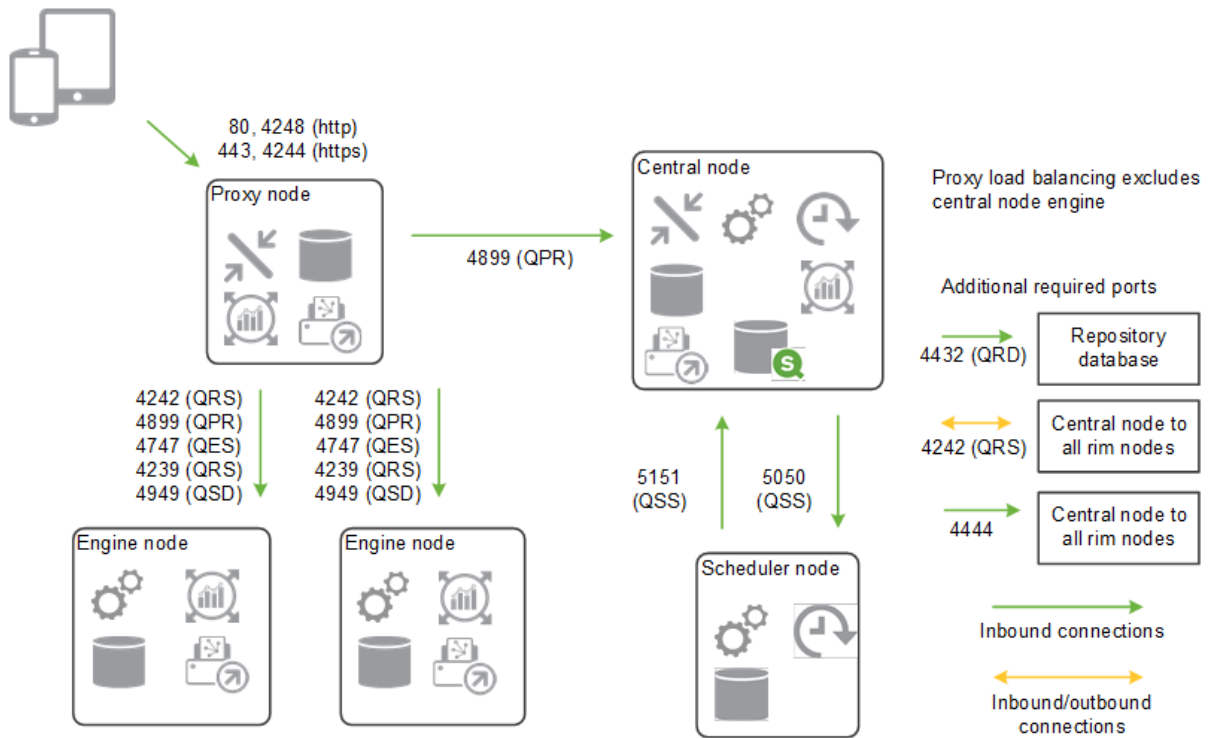 80, 4248 (http)
443, 4244 (https)
Proxy node
4899 (QPR)
Central node
Proxy load balancing excludes
central node engine
Additional required ports
4432 (QRD)
Repository
database
4242 (QRS)
Central node to
all rim nodes
4444
Central node to
all rim nodes
Inbound connections
Inbound/outbound
connections
4242 (QRS)
4899 (QPR)
4747 (QES)
4239 (QRS)
4949 (QSD)
4242 (QRS)
4899 (QPR)
4747 (QES)
4239 (QRS)
4949 (QSD)
5151
(QSS)
5050
(QSS)
Engine node
Engine node
Scheduler node
S